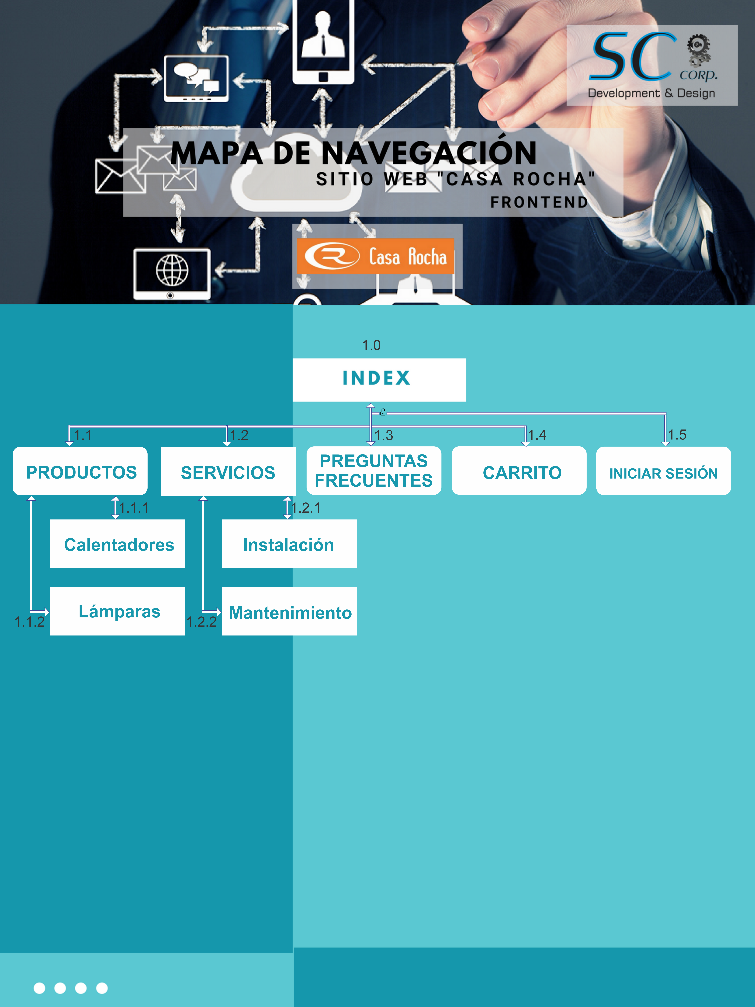 SC
CORP.
Development & Design
MAPA DE NAVEGACIÓN
SITIO WEB "CASA ROCHA"
FRONTEND
Casa Rocha
1.0
INDEX
1.1
1.2
1.3
1.4
1.5
PRODUCTOS
SERVICIOS
PREGUNTAS
FRECUENTES
CARRITO
INICIAR SESIÓN
1.1.1
1.2.1
Calentadores
Instalación
Lámparas
Mantenimiento
1.1.2
1.2.2